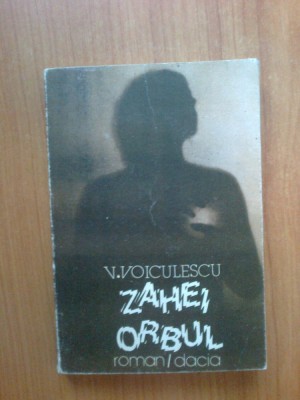 V.VOICULESCU
ZAHEI
ORBUL
roman/dacia